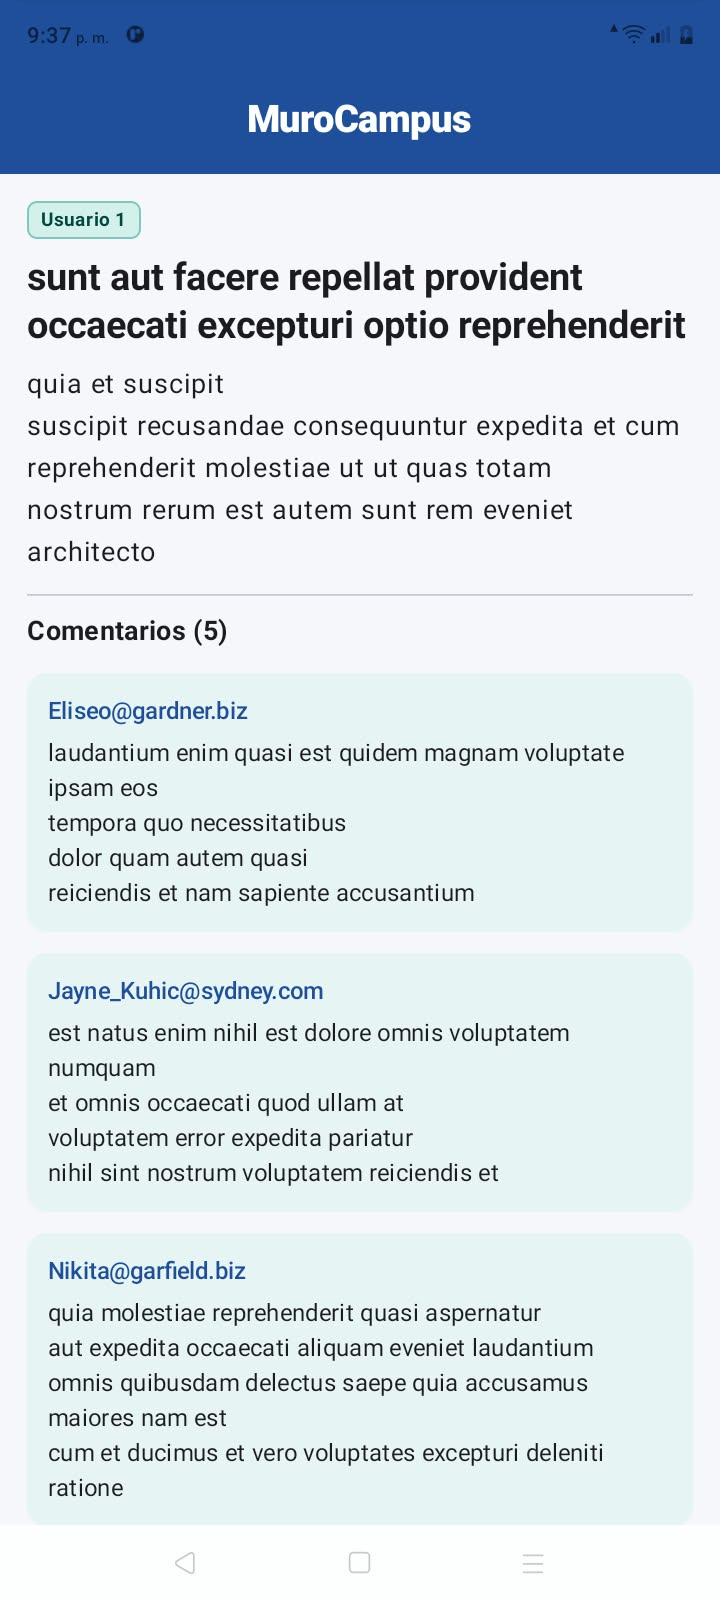 9:37 p. m.
MuroCampus
Usuario 1
sunt aut facere repellat provident
occaecati excepturi optio reprehenderit
quia et suscipit
suscipit recusandae consequuntur expedita et cum
reprehenderit molestiae ut ut quas totam
nostrum rerum est autem sunt rem eveniet
architecto
Comentarios (5)
Eliseo@gardner.biz
laudantium enim quasi est quidem magnam voluptate
ipsam eos
tempora quo necessitatibus
dolor quam autem quasi
reiciendis et nam sapiente accusantium
Jayne_Kuhic@sydney.com
est natus enim nihil est dolore omnis voluptatem
numquam
et omnis occaecati quod ullam at
voluptatem error expedita pariatur
nihil sint nostrum voluptatem reiciendis et
Nikita@garfield.biz
quia molestiae reprehenderit quasi aspernatur
aut expedita occaecati aliquam eveniet laudantium
omnis quibusdam delectus saepe quia accusamus
maiores nam est
cum et ducimus et vero voluptates excepturi deleniti
ratione